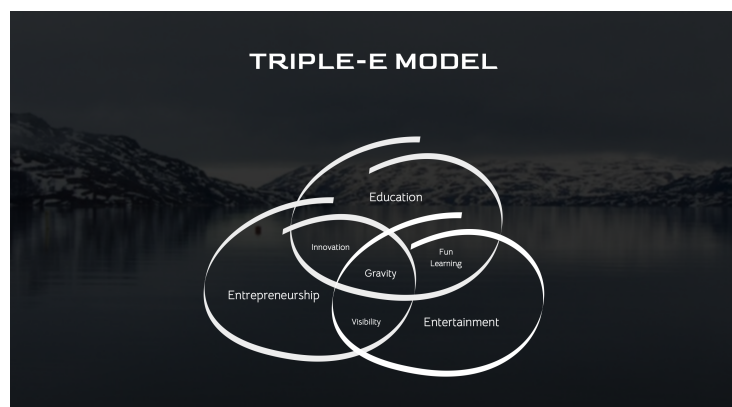 TRIPLE-E MODEL
Education
Innovation
Fun
Learning
Gravity
Entrepreneurship
Visibility
Entertainment